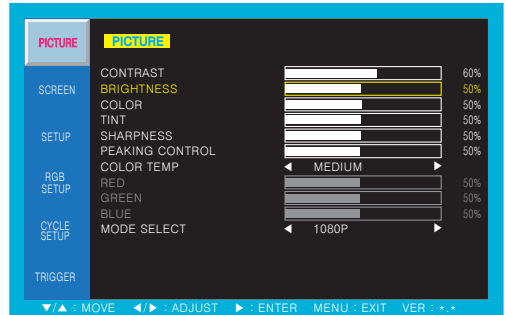 PICTURE
SCREEN
SETUP
RGB
SETUP
CYCLE
SETUP
TRIGGER
PICTURE
CONTRAST 60%
BRIGHTNESS 50%
COLOR 50%
TINT 50%
SHARPNESS 50%
PEAKING CONTROL 50%
COLOR TEMP ◀ MEDIUM ▶
RED 50%
GREEN 50%
BLUE 50%
MODE SELECT ◀ 1080P ▶
▼/▲ : MOVE ◀/▶ : ADJUST ▶ : ENTER MENU : EXIT VER : *.*